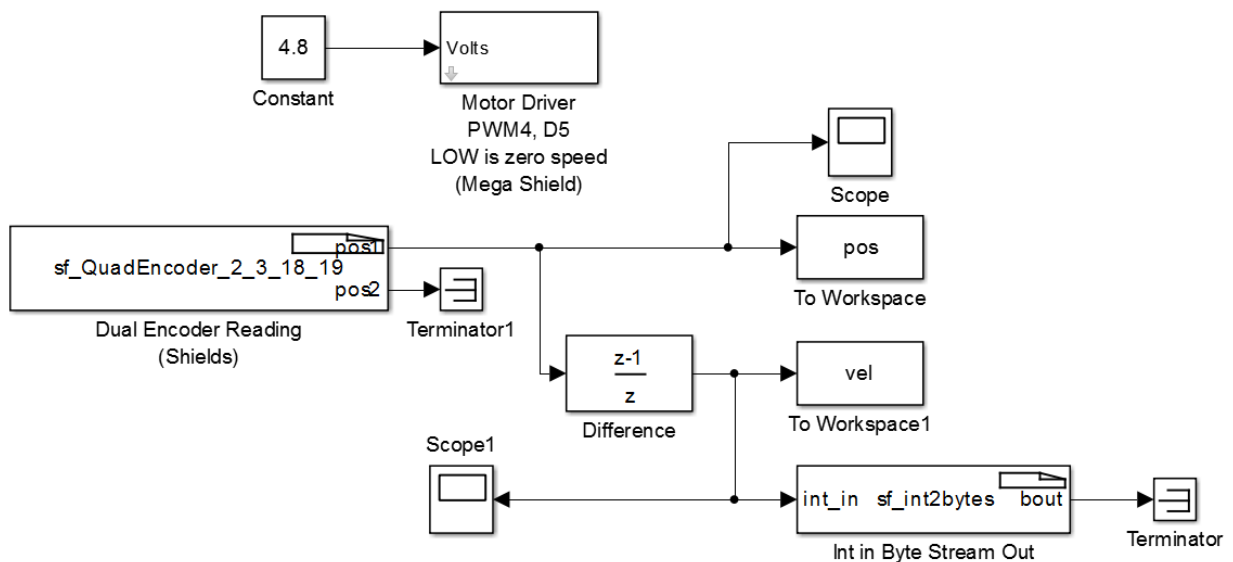 4.8
Constant
Volts
Motor Driver
PWM4, D5
LOW is zero speed
(Mega Shield)
Scope
sf_QuadEncoder_2_3_18_19
pos1
pos2
Dual Encoder Reading
(Shields)
Terminator1
pos
To Workspace
z-1
z
Difference
vel
To Workspace1
Scope1
int_in sf_int2bytes bout
Int in Byte Stream Out
Terminator